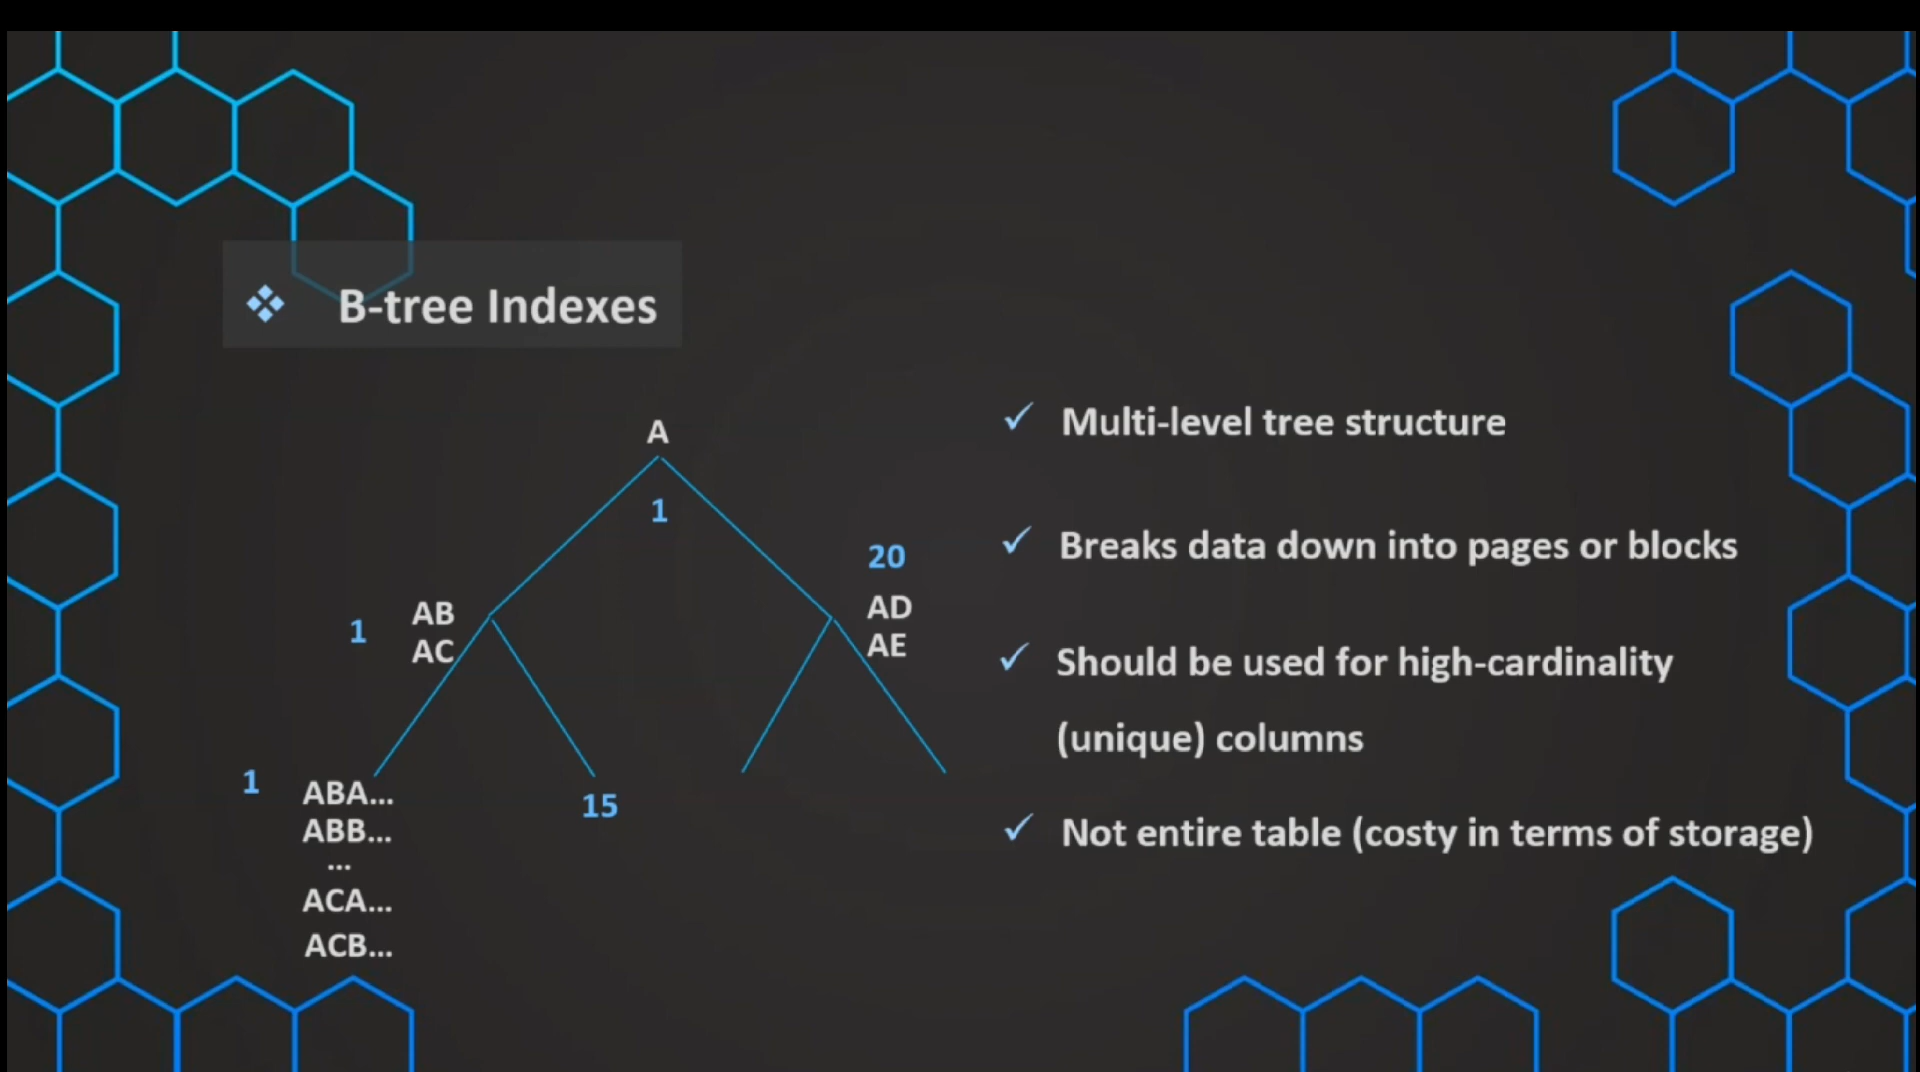 B-tree Indexes
A
1
20
AB
AC
1
AD
AE
1
ABA...
ABB...
...
ACA...
ACB...
15
Multi-level tree structure
Breaks data down into pages or blocks
Should be used for high-cardinality
(unique) columns
Not entire table (costy in terms of storage)